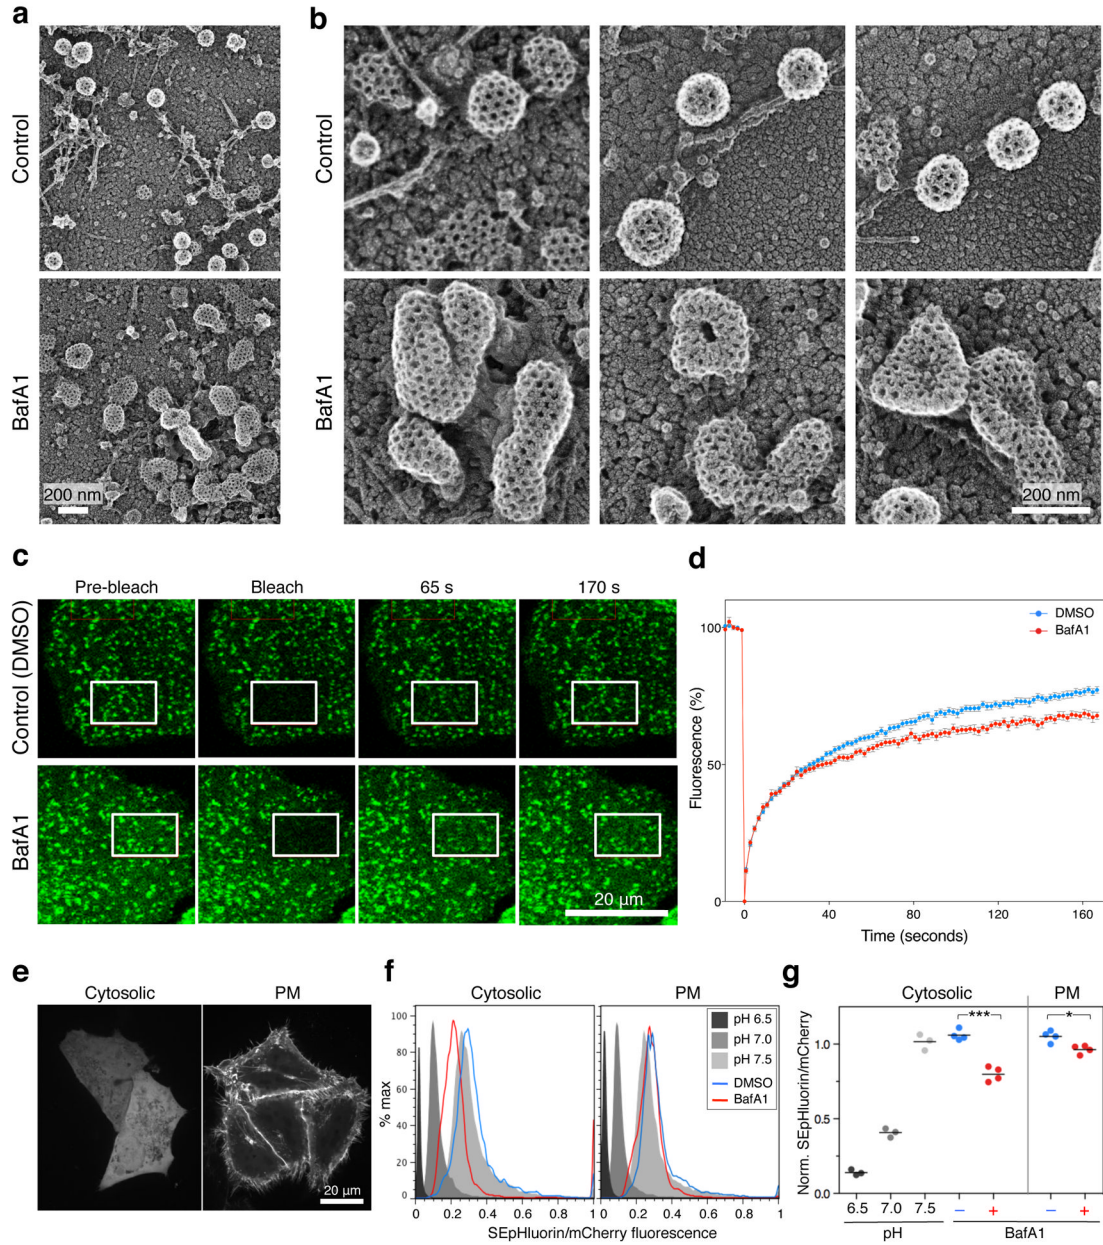 a
Control
BafA1
200 nm
b
Control
BafA1
200 nm
c
Pre-bleach
Bleach
65 s
170 s
Control (DMSO)
BafA1
20 µm
d
DMSO
BafA1
100
50
0
Fluorescence (%)
0
40
80
120
160
Time (seconds)
e
Cytosolic
PM
20 µm
f
Cytosolic
PM
pH 6.5
pH 7.0
pH 7.5
DMSO
BafA1
100
80
60
40
20
0
% max
0 0.2 0.4 0.6 0.8 1
0 0.2 0.4 0.6 0.8 1
SEpHluorin/mCherry fluorescence
g
Cytosolic
PM
***
*
1.0
0.5
0.0
Norm. SEpHluorin/mCherry
6.5 7.0 7.5 − + − +
pH
BafA1